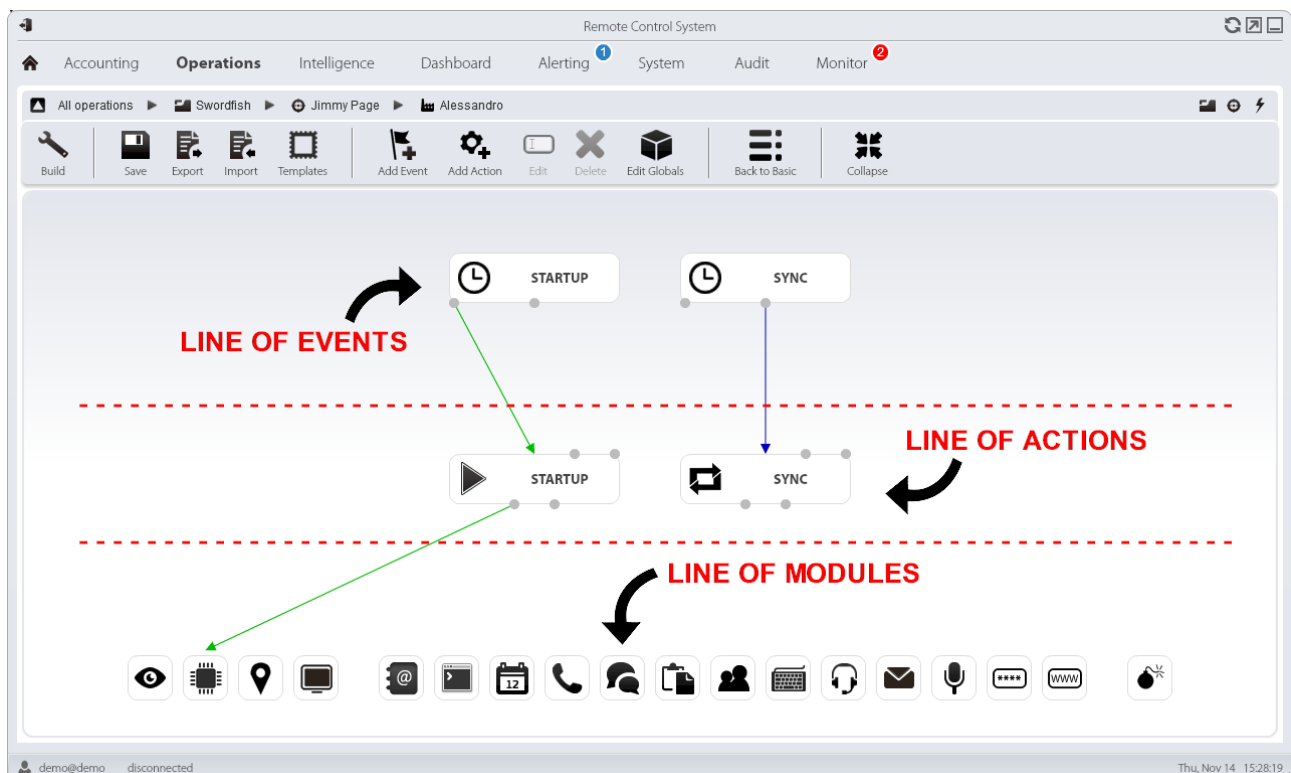 Remote Control System
Accounting Operations Intelligence Dashboard Alerting 1 System Audit Monitor 2
All operations Swordfish Jimmy Page Alessandro
Build Save Export Import Templates Add Event Add Action Edit Delete Edit Globals Back to Basic Collapse
STARTUP SYNC
LINE OF EVENTS
LINE OF ACTIONS
STARTUP SYNC
LINE OF MODULES
@ 12 **** WWW
demo@demo disconnected Thu, Nov 14 15:28:19